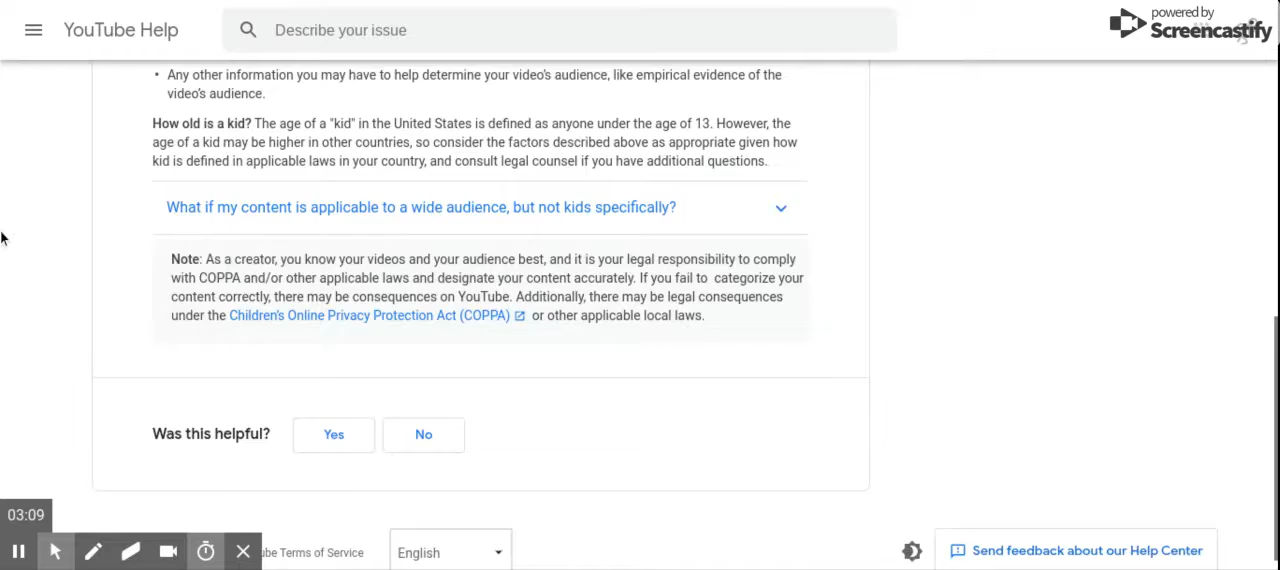 YouTube Help
Describe your issue
powered by
Screencastify
• Any other information you may have to help determine your video's audience, like empirical evidence of the
video's audience.
How old is a kid? The age of a "kid" in the United States is defined as anyone under the age of 13. However, the
age of a kid may be higher in other countries, so consider the factors described above as appropriate given how
kid is defined in applicable laws in your country, and consult legal counsel if you have additional questions.
What if my content is applicable to a wide audience, but not kids specifically?
Note: As a creator, you know your videos and your audience best, and it is your legal responsibility to comply
with COPPA and/or other applicable laws and designate your content accurately. If you fail to categorize your
content correctly, there may be consequences on YouTube. Additionally, there may be legal consequences
under the Children's Online Privacy Protection Act (COPPA) or other applicable local laws.
Was this helpful?
Yes
No
03:09
ube Terms of Service
English
Send feedback about our Help Center